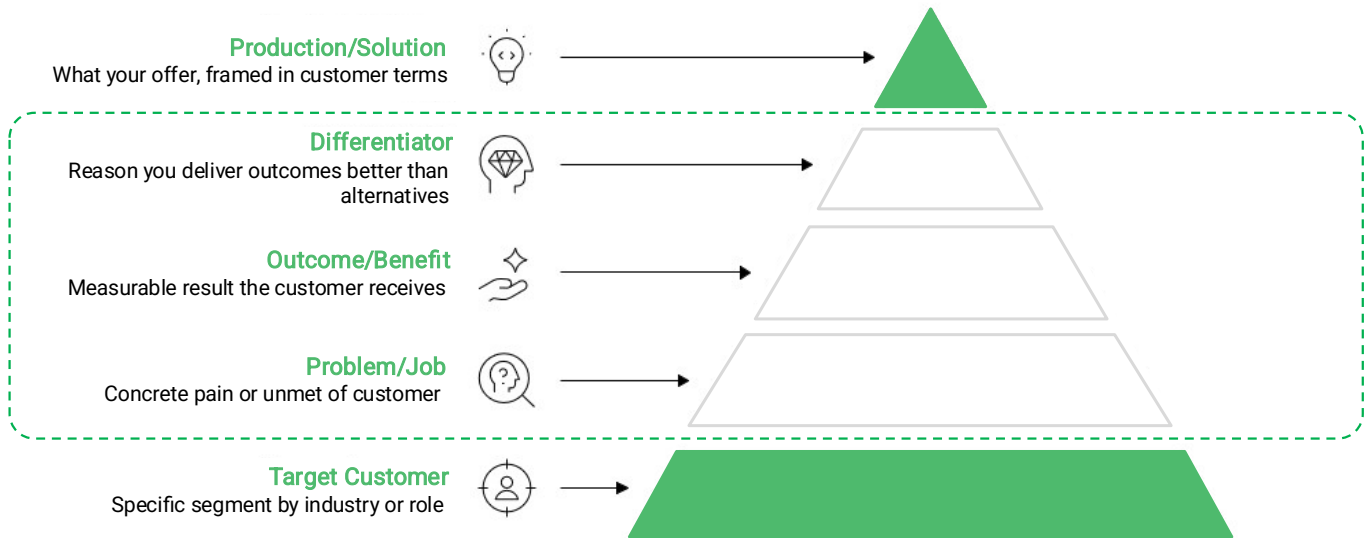 Production/Solution
What your offer, framed in customer terms
Differentiator
Reason you deliver outcomes better than
alternatives
Outcome/Benefit
Measurable result the customer receives
Problem/Job
Concrete pain or unmet of customer
Target Customer
Specific segment by industry or role